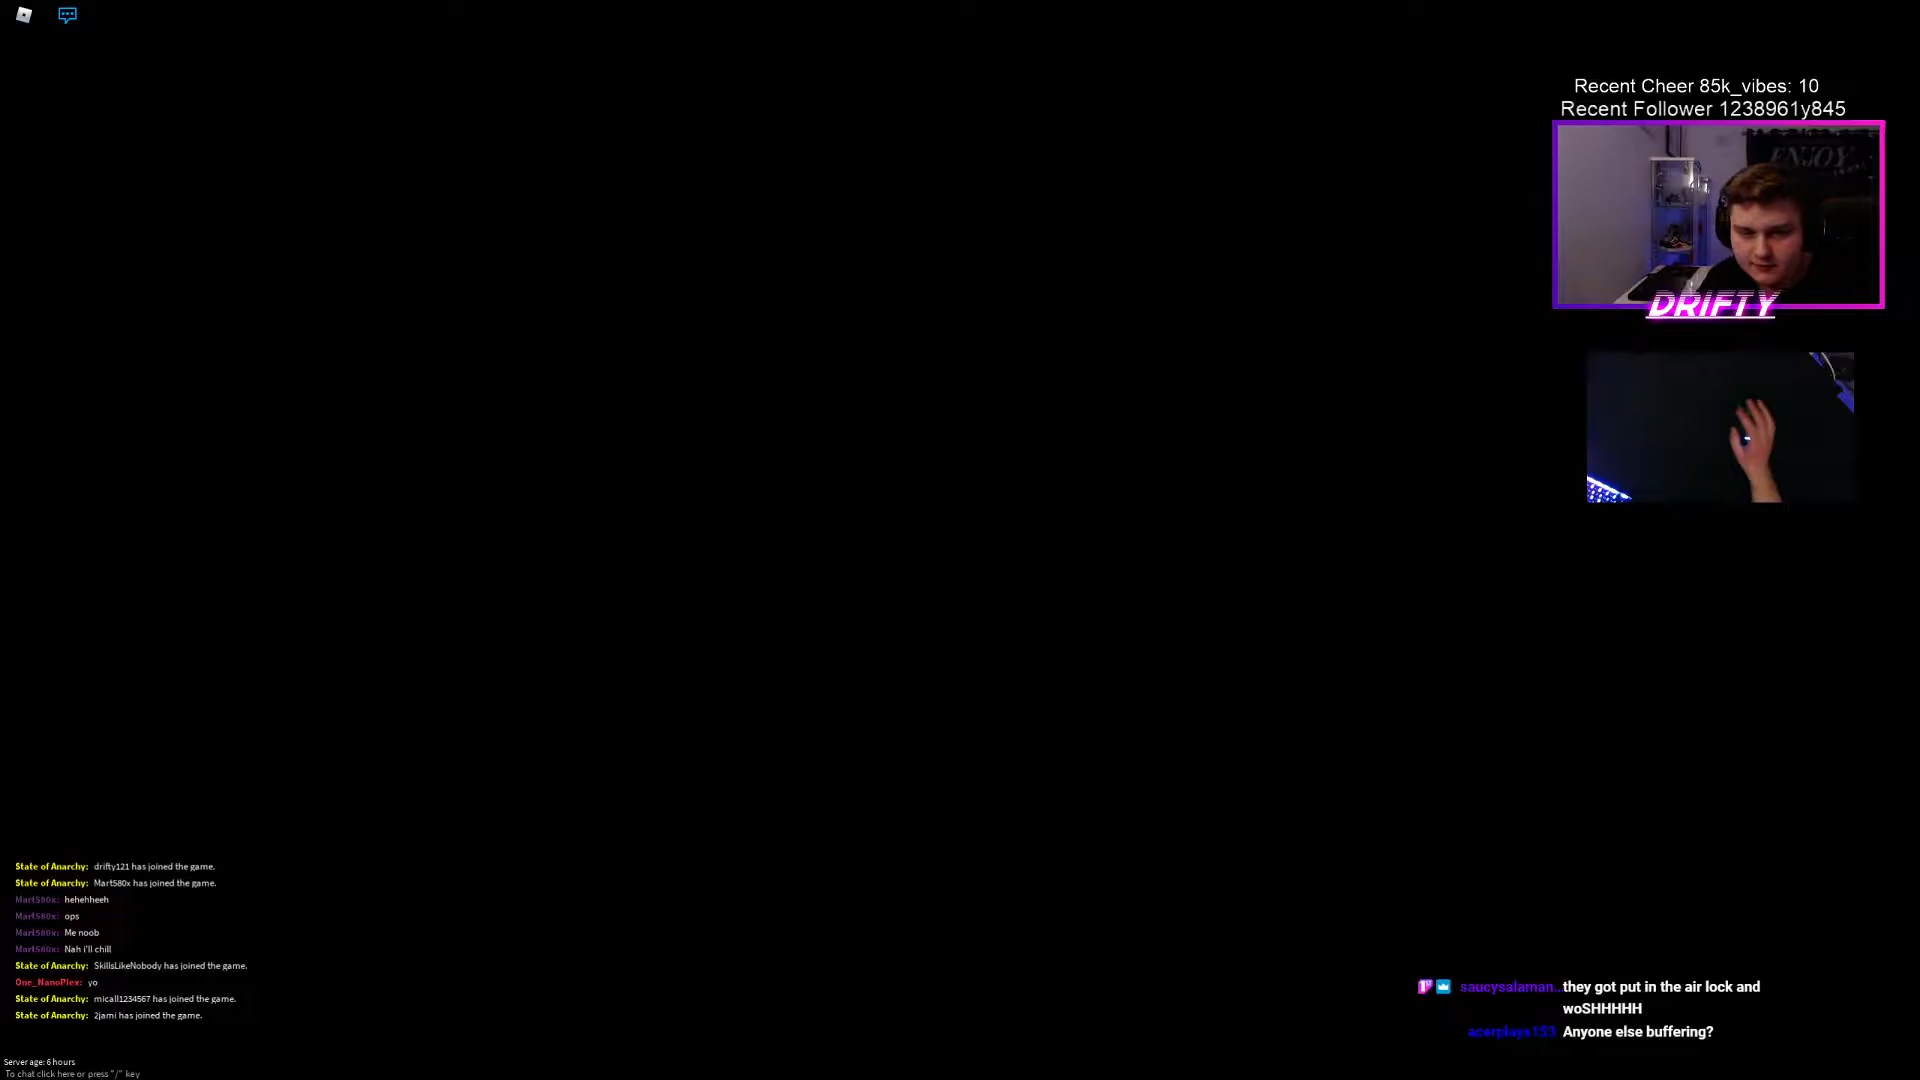 Recent Cheer 85k_vibes: 10
Recent Follower 1238961y845
ENJOY
DRIFTY
State of Anarchy: drifty121 has joined the game.
State of Anarchy: Mart580x has joined the game.
Mart580x: hehehheeh
Mart580x: ops
Mart580x: Me noob
Mart580x: Nah i'll chill
State of Anarchy: SkillsLikeNobody has joined the game.
One_NanoPlex: yo
State of Anarchy: micall1234567 has joined the game.
State of Anarchy: 2jami has joined the game.
saucysalaman... they got put in the air lock and
woSHHHHH
acerplays153 Anyone else buffering?
Server age: 6 hours
To chat click here or press "/" key